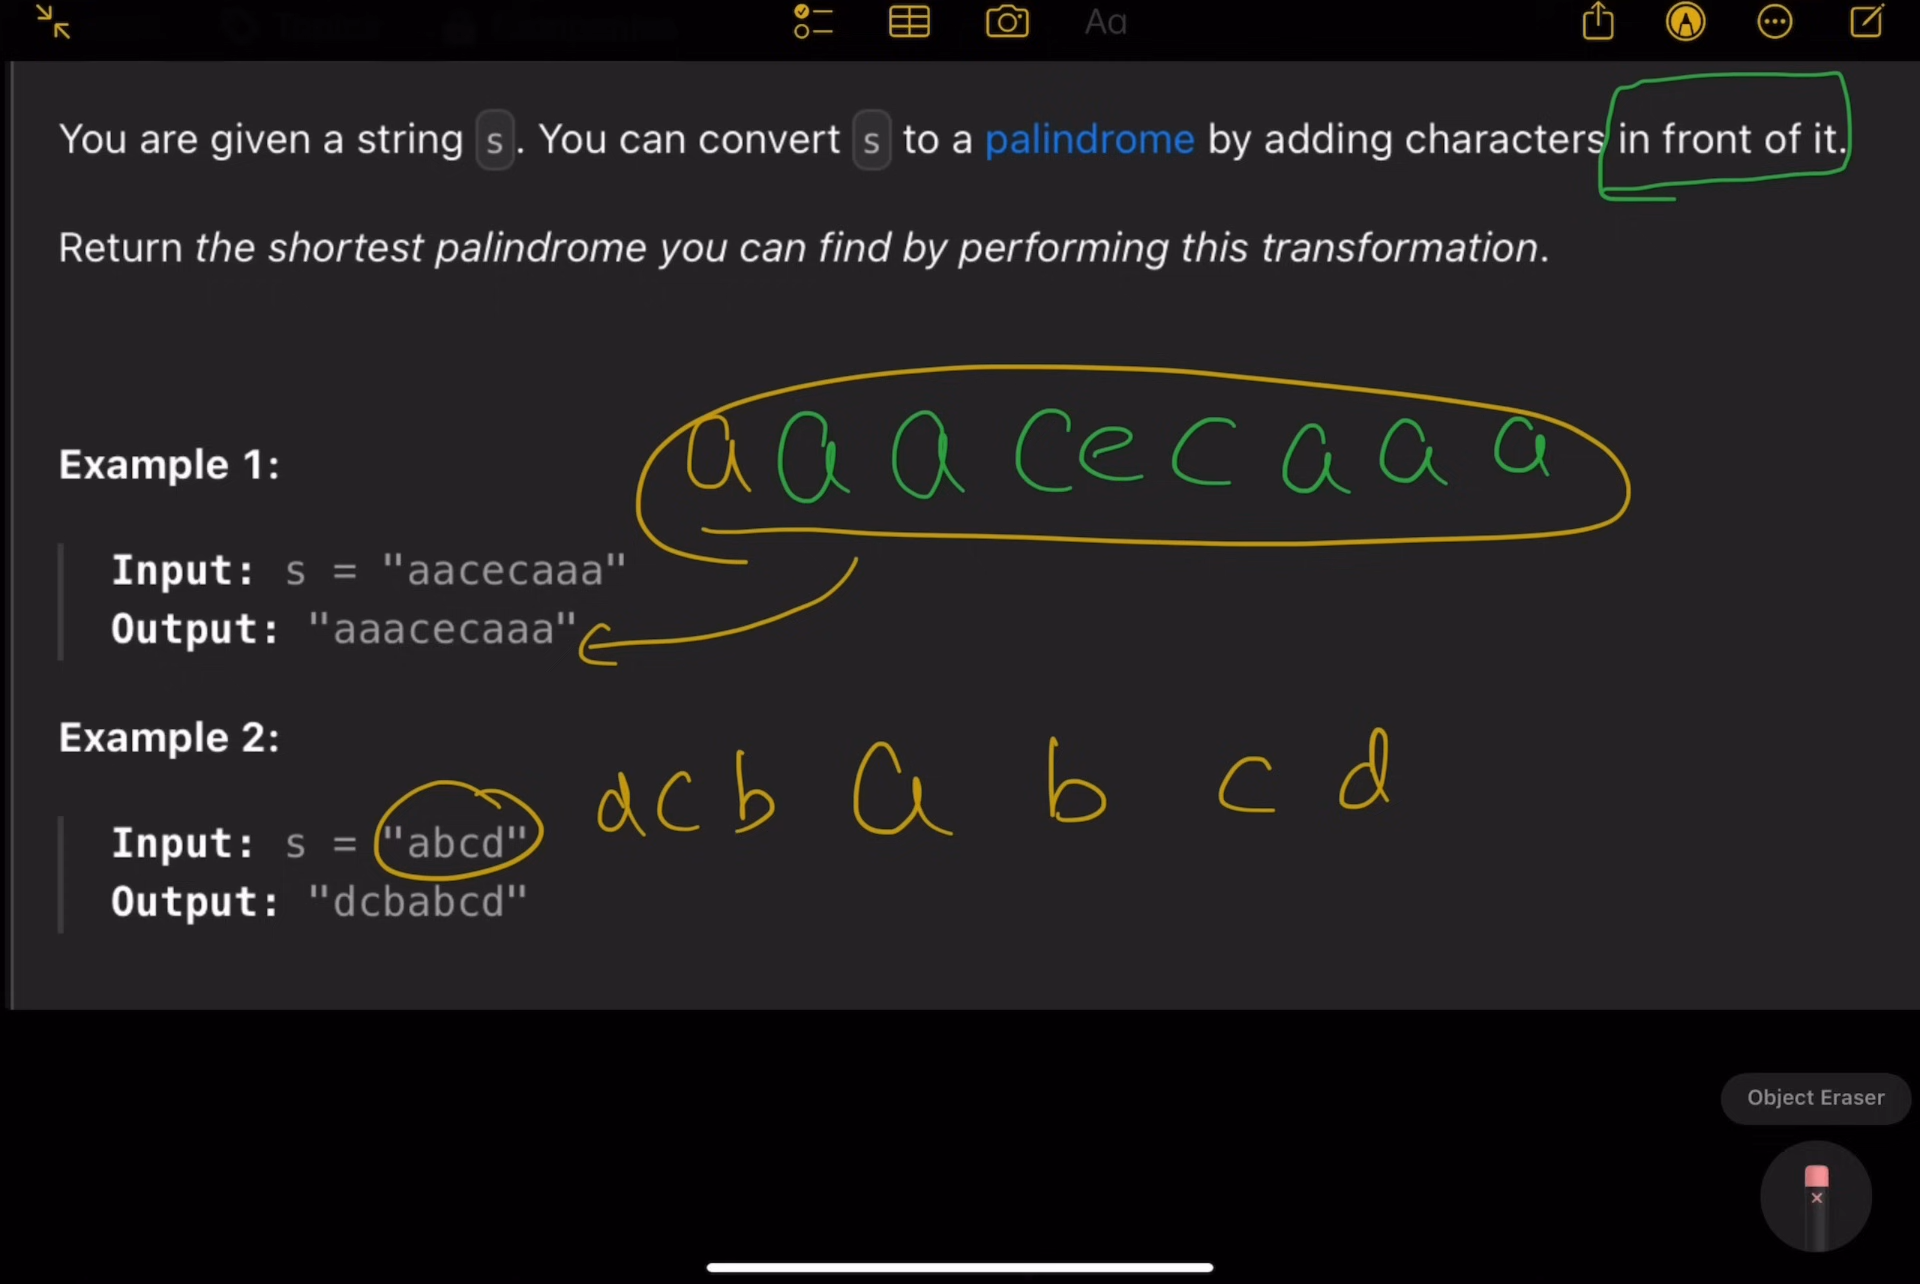 Aa
You are given a string s. You can convert s to a palindrome by adding characters in front of it.
Return the shortest palindrome you can find by performing this transformation.
a a a c e c a a a
Example 1:
Input: s = "aacecaaa"
Output: "aaacecaaa"
Example 2:
d c b a b c d
Input: s = "abcd"
Output: "dcbabcd"
Object Eraser